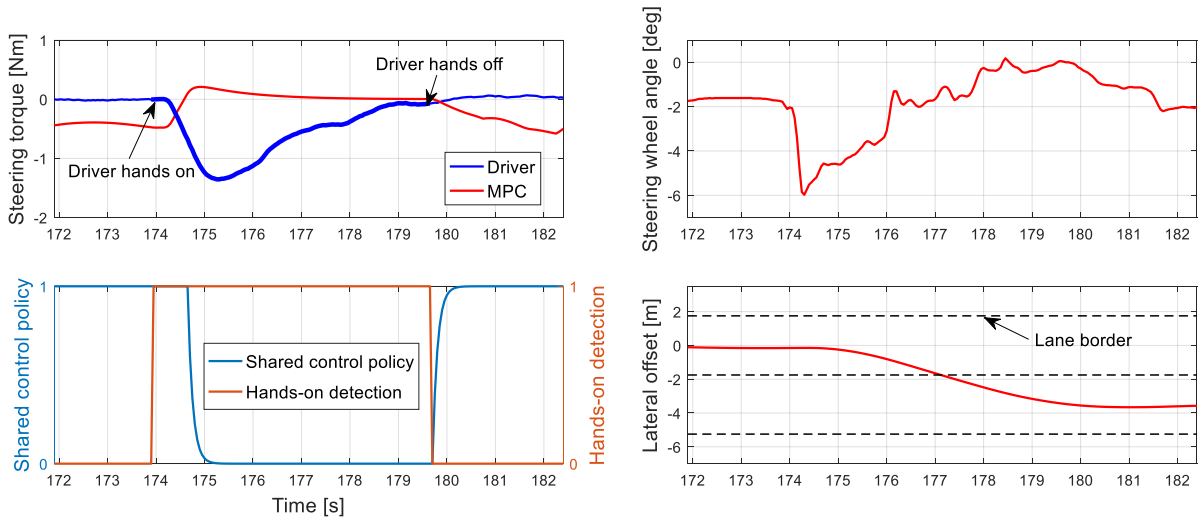 Steering torque [Nm]
1
0
-1
-2
Driver hands on
Driver hands off
Driver
MPC
172 173 174 175 176 177 178 179 180 181 182
Steering wheel angle [deg]
0
-2
-4
-6
172 173 174 175 176 177 178 179 180 181 182
Shared control policy
1
0
Shared control policy
Hands-on detection
1
0
Hands-on detection
172 173 174 175 176 177 178 179 180 181 182
Time [s]
Lateral offset [m]
2
0
-2
-4
-6
Lane border
172 173 174 175 176 177 178 179 180 181 182